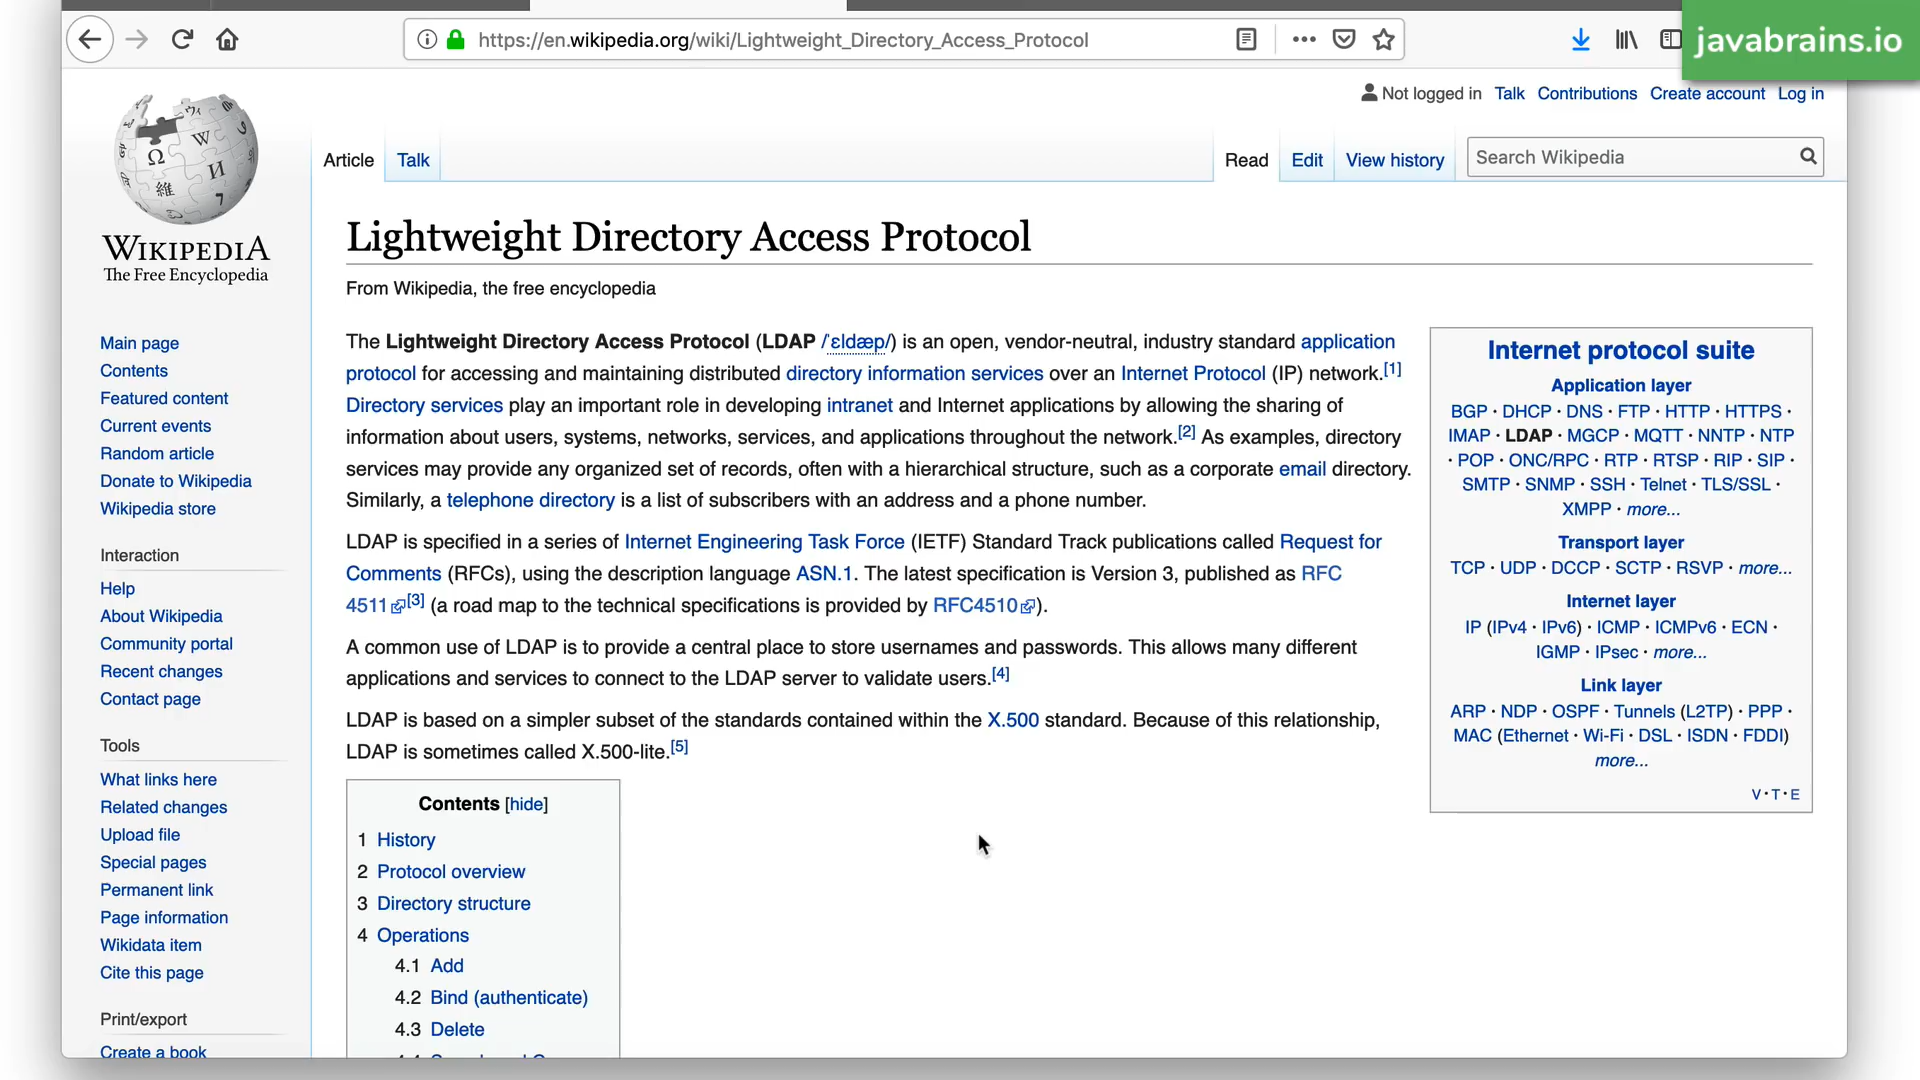 https://en.wikipedia.org/wiki/Lightweight_Directory_Access_Protocol
javabrains.io
Not logged in Talk Contributions Create account Log in
Article Talk Read Edit View history Search Wikipedia
WIKIPEDIA
The Free Encyclopedia
Main page
Contents
Featured content
Current events
Random article
Donate to Wikipedia
Wikipedia store
Interaction
Help
About Wikipedia
Community portal
Recent changes
Contact page
Tools
What links here
Related changes
Upload file
Special pages
Permanent link
Page information
Wikidata item
Cite this page
Print/export
Create a book
Lightweight Directory Access Protocol
From Wikipedia, the free encyclopedia
The Lightweight Directory Access Protocol (LDAP /ˈɛldæp/) is an open, vendor-neutral, industry standard application
protocol for accessing and maintaining distributed directory information services over an Internet Protocol (IP) network.[1]
Directory services play an important role in developing intranet and Internet applications by allowing the sharing of
information about users, systems, networks, services, and applications throughout the network.[2] As examples, directory
services may provide any organized set of records, often with a hierarchical structure, such as a corporate email directory.
Similarly, a telephone directory is a list of subscribers with an address and a phone number.
LDAP is specified in a series of Internet Engineering Task Force (IETF) Standard Track publications called Request for
Comments (RFCs), using the description language ASN.1. The latest specification is Version 3, published as RFC
4511[3] (a road map to the technical specifications is provided by RFC4510).
A common use of LDAP is to provide a central place to store usernames and passwords. This allows many different
applications and services to connect to the LDAP server to validate users.[4]
LDAP is based on a simpler subset of the standards contained within the X.500 standard. Because of this relationship,
LDAP is sometimes called X.500-lite.[5]
Contents [hide]
1 History
2 Protocol overview
3 Directory structure
4 Operations
4.1 Add
4.2 Bind (authenticate)
4.3 Delete
Internet protocol suite
Application layer
BGP · DHCP · DNS · FTP · HTTP · HTTPS ·
IMAP · LDAP · MGCP · MQTT · NNTP · NTP
· POP · ONC/RPC · RTP · RTSP · RIP · SIP ·
SMTP · SNMP · SSH · Telnet · TLS/SSL ·
XMPP · more...
Transport layer
TCP · UDP · DCCP · SCTP · RSVP · more...
Internet layer
IP (IPv4 · IPv6) · ICMP · ICMPv6 · ECN ·
IGMP · IPsec · more...
Link layer
ARP · NDP · OSPF · Tunnels (L2TP) · PPP ·
MAC (Ethernet · Wi-Fi · DSL · ISDN · FDDI)
more...
V · T · E